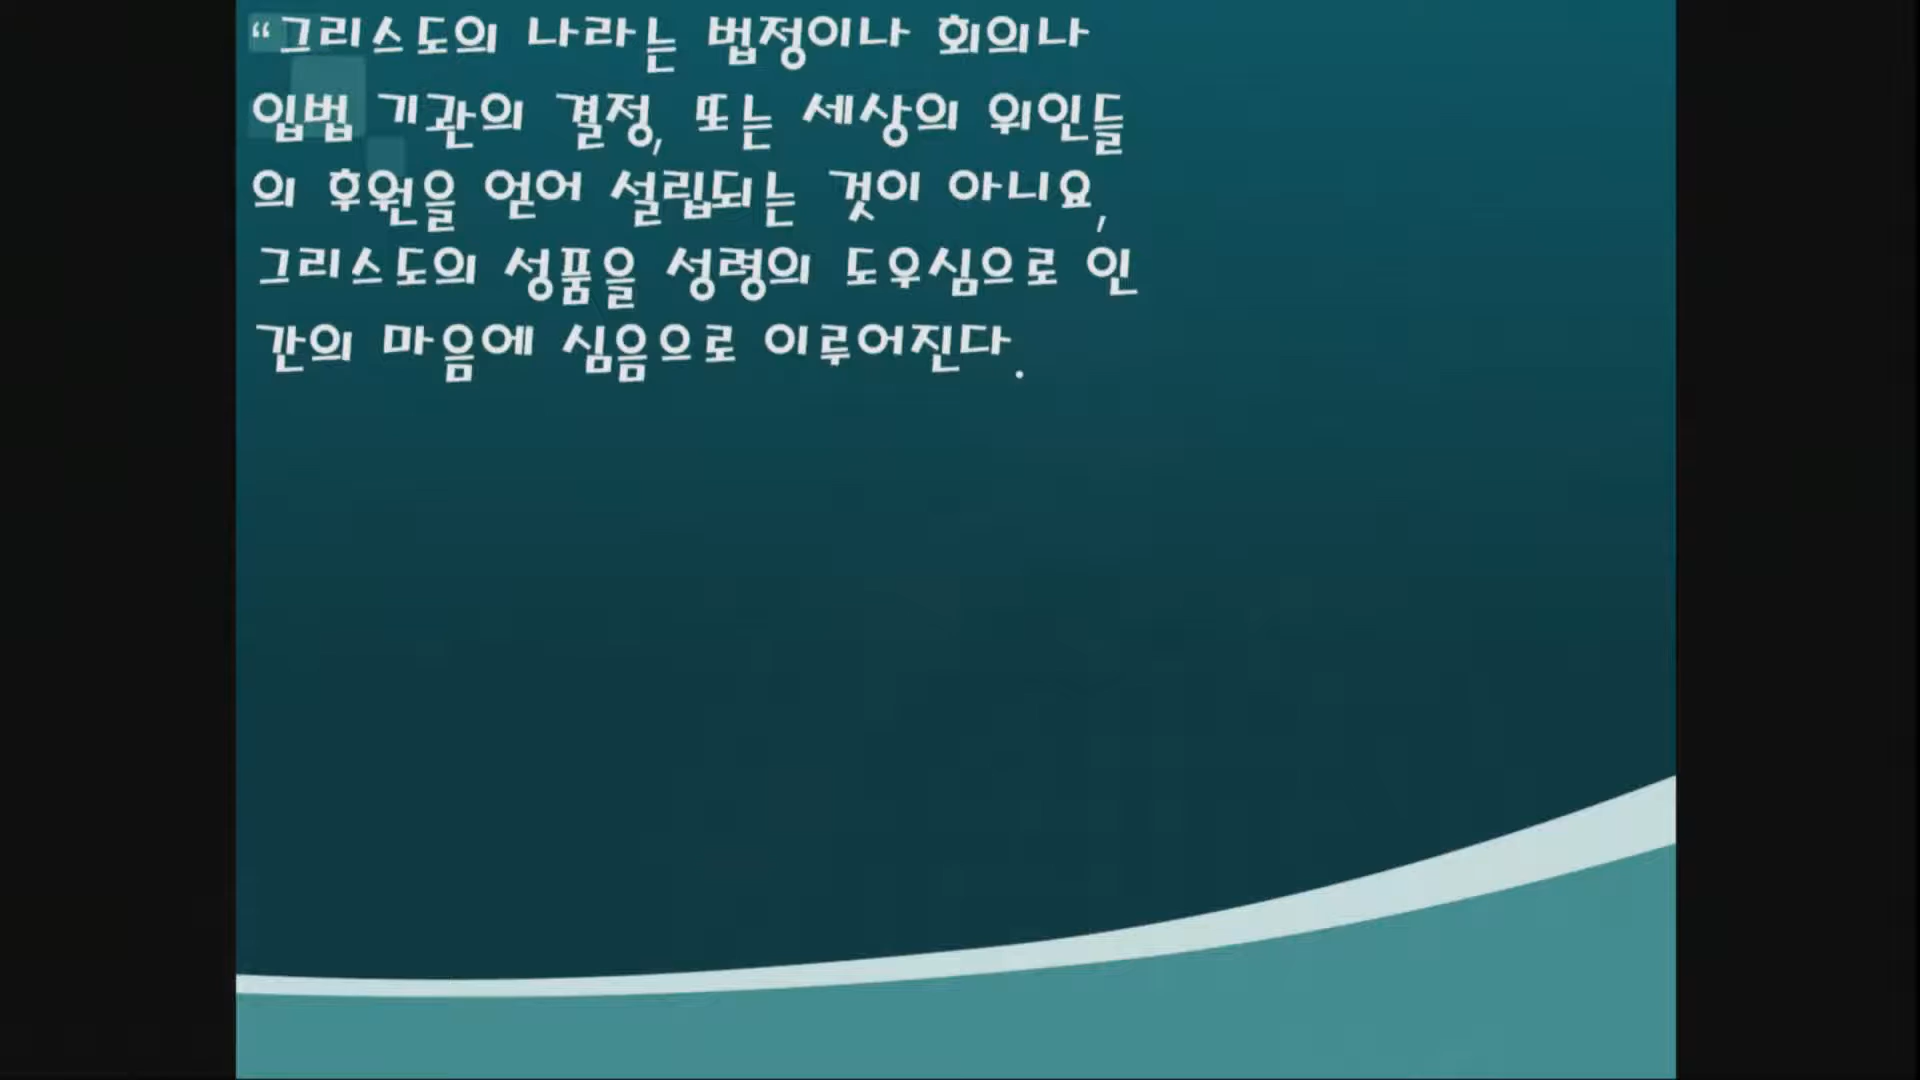 “그리스도의 나라는 법정이나 회의나
입법 기관의 결정, 또는 세상의 위인들
의 후원을 얻어 설립되는 것이 아니요,
그리스도의 성품을 성령의 도우심으로 인
간의 마음에 심음으로 이루어진다.